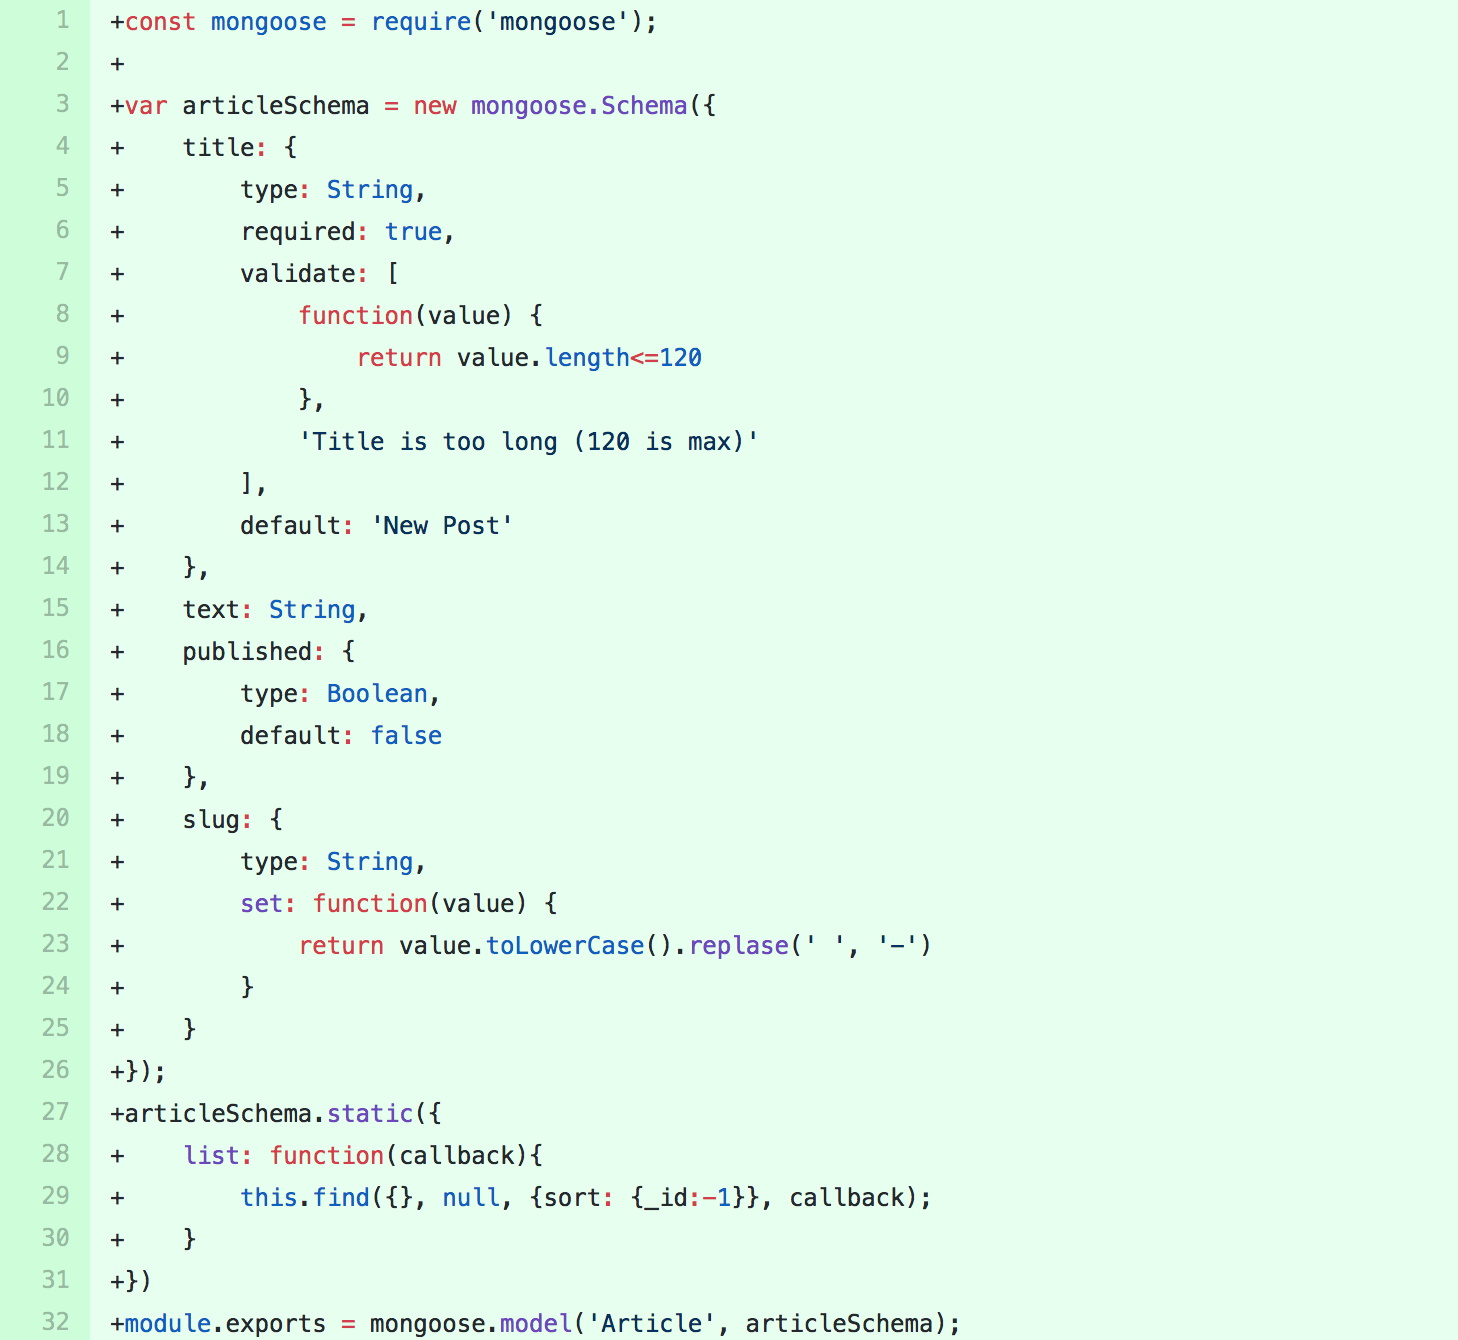 1 +const mongoose = require('mongoose');
2 +
3 +var articleSchema = new mongoose.Schema({
4 +    title: {
5 +        type: String,
6 +        required: true,
7 +        validate: [
8 +            function(value) {
9 +                return value.length<=120
10 +            },
11 +            'Title is too long (120 is max)'
12 +        ],
13 +        default: 'New Post'
14 +    },
15 +    text: String,
16 +    published: {
17 +        type: Boolean,
18 +        default: false
19 +    },
20 +    slug: {
21 +        type: String,
22 +        set: function(value) {
23 +            return value.toLowerCase().replase(' ', '-')
24 +        }
25 +    }
26 +});
27 +articleSchema.static({
28 +    list: function(callback){
29 +        this.find({}, null, {sort: {_id:-1}}, callback);
30 +    }
31 +})
32 +module.exports = mongoose.model('Article', articleSchema);